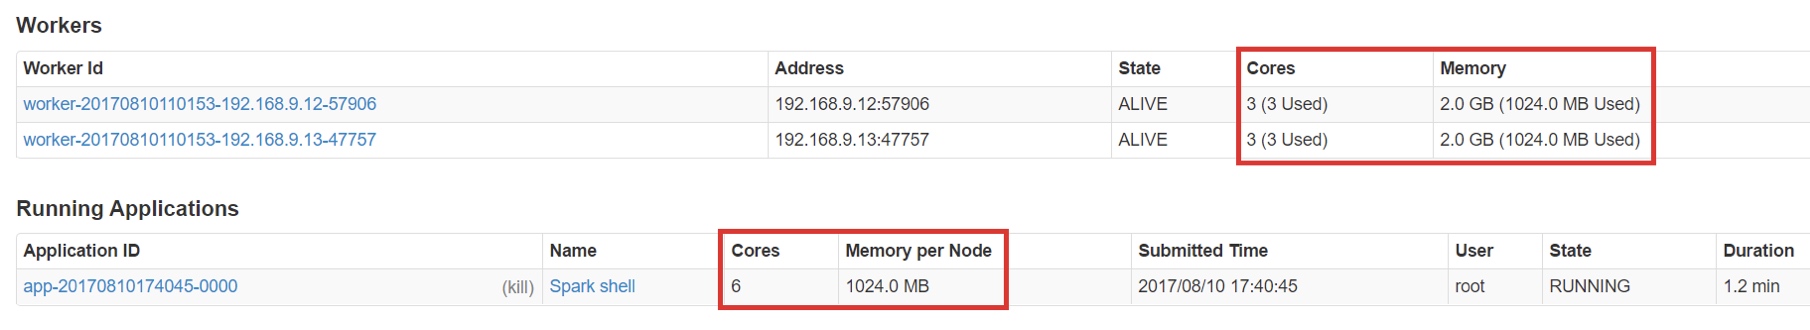 Workers
Worker Id Address State Cores Memory
worker-20170810110153-192.168.9.12-57906 192.168.9.12:57906 ALIVE 3 (3 Used) 2.0 GB (1024.0 MB Used)
worker-20170810110153-192.168.9.13-47757 192.168.9.13:47757 ALIVE 3 (3 Used) 2.0 GB (1024.0 MB Used)
Running Applications
Application ID Name Cores Memory per Node Submitted Time User State Duration
app-20170810174045-0000 (kill) Spark shell 6 1024.0 MB 2017/08/10 17:40:45 root RUNNING 1.2 min